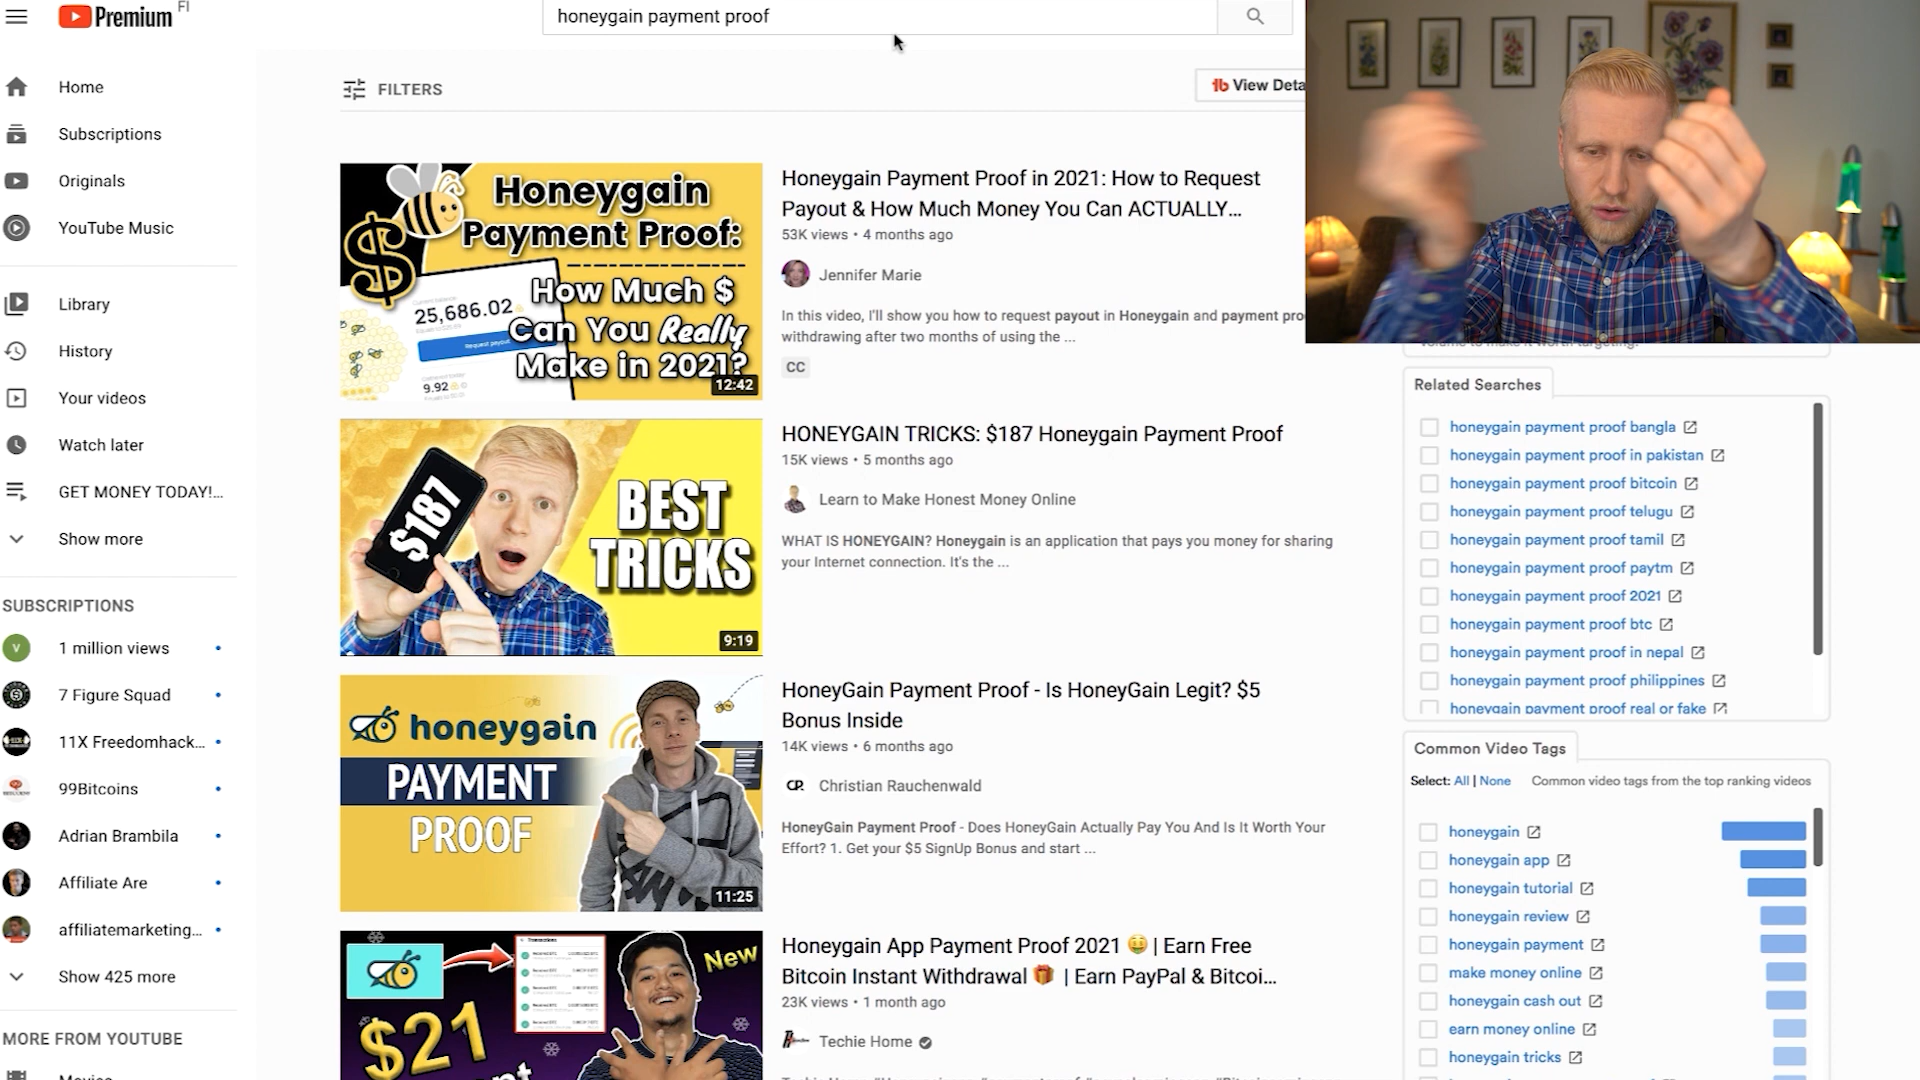 Premium FI
honeygain payment proof
FILTERS
View Deta
Home
Subscriptions
Originals
YouTube Music
Library
History
Your videos
Watch later
GET MONEY TODAY!...
Show more
SUBSCRIPTIONS
1 million views
7 Figure Squad
11X Freedomhack...
99Bitcoins
Adrian Brambila
Affiliate Are
affiliatemarketing...
Show 425 more
MORE FROM YOUTUBE
Movies
Honeygain
Payment Proof:
How Much $
Can You Really
Make in 2021?
Current balance
25,686.02
Request payout
9.92
12:42
Honeygain Payment Proof in 2021: How to Request
Payout & How Much Money You Can ACTUALLY...
53K views • 4 months ago
Jennifer Marie
In this video, I'll show you how to request payout in Honeygain and payment pro
withdrawing after two months of using the ...
CC
$187
BEST
TRICKS
9:19
HONEYGAIN TRICKS: $187 Honeygain Payment Proof
15K views • 5 months ago
Learn to Make Honest Money Online
WHAT IS HONEYGAIN? Honeygain is an application that pays you money for sharing
your Internet connection. It's the ...
honeygain
PAYMENT
PROOF
11:25
HoneyGain Payment Proof - Is HoneyGain Legit? $5
Bonus Inside
14K views • 6 months ago
CP.
Christian Rauchenwald
HoneyGain Payment Proof - Does HoneyGain Actually Pay You And Is It Worth Your
Effort? 1. Get your $5 SignUp Bonus and start ...
Transactions
New
$21
Honeygain App Payment Proof 2021 🤑 | Earn Free
Bitcoin Instant Withdrawal 🎁 | Earn PayPal & Bitcoi...
23K views • 1 month ago
Techie Home
volume to make it worth targeting.
Related Searches
honeygain payment proof bangla
honeygain payment proof in pakistan
honeygain payment proof bitcoin
honeygain payment proof telugu
honeygain payment proof tamil
honeygain payment proof paytm
honeygain payment proof 2021
honeygain payment proof btc
honeygain payment proof in nepal
honeygain payment proof philippines
honeygain payment proof real or fake
Common Video Tags
Select: All | None Common video tags from the top ranking videos
honeygain
honeygain app
honeygain tutorial
honeygain review
honeygain payment
make money online
honeygain cash out
earn money online
honeygain tricks